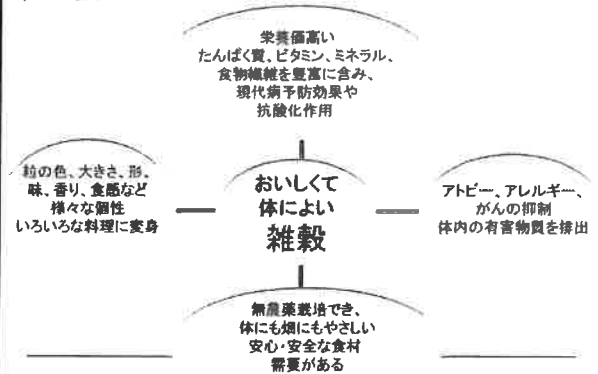 栄養価高い
たんぱく質、ビタミン、ミネラル、
食物繊維を豊富に含み、
現代病予防効果や
抗酸化作用
粒の色、大きさ、形、
味、香り、食感など
様々な個性
いろいろな料理に変身
おいしくて
体によい
雑穀
アトピー、アレルギー、
がんの抑制
体内の有害物質を排出
無農薬栽培でき、
体にも畑にもやさしい
安心・安全な食材
需要がある